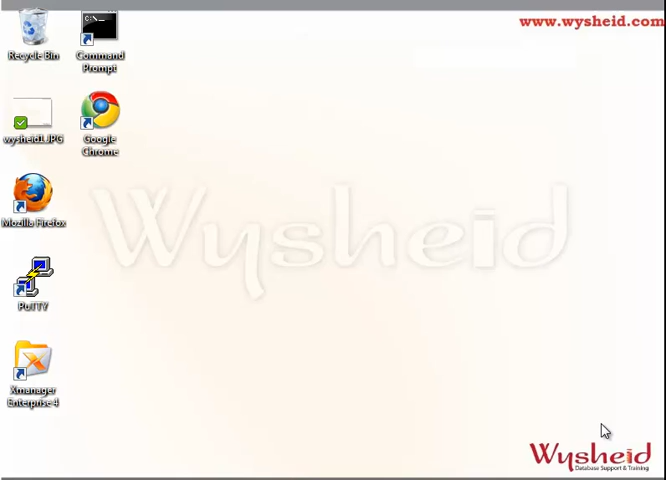 www.wysheid.com
Recycle Bin
Command
Prompt
C:\_
wysheid1.JPG
Google
Chrome
Mozilla Firefox
Wysheid
PuTTY
Xmanager
Enterprise 4
Wysheid
Database Support & Training